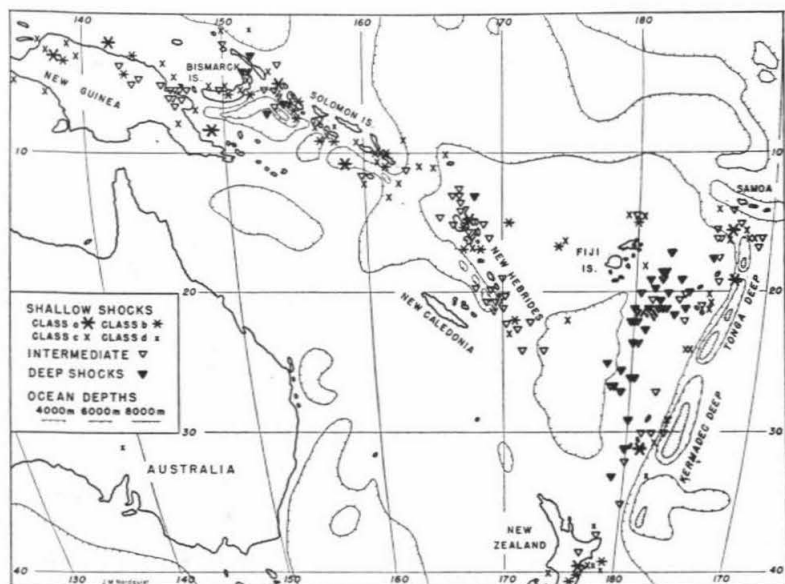 140
150
160
170
180
170
BISMARCK
IS.
NEW GUINEA
SOLOMON IS.
10
10
SAMOA
FIJI
IS.
NEW HEBRIDES
NEW CALEDONIA
TONGA DEEP
20
20
SHALLOW SHOCKS
CLASS a CLASS b
CLASS c x CLASS d x
INTERMEDIATE ▽
DEEP SHOCKS ▼
OCEAN DEPTHS
4000m 6000m 8000m
30
30
KERMADEC DEEP
AUSTRALIA
NEW
ZEALAND
40
40
130
140
150
160
170
180
170